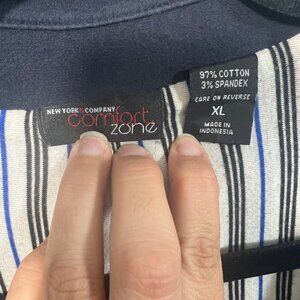 NEW YORK & COMPANY
comfort
zone
97% COTTON
3% SPANDEX
CARE ON REVERSE
XL
MADE IN
INDONESIA